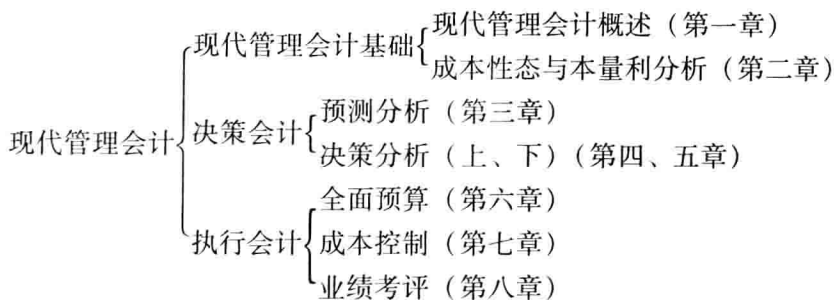 现代管理会计概述（第一章）
现代管理会计基础
成本性态与本量利分析（第二章）
预测分析（第三章）
现代管理会计
决策会计
决策分析（上、下）（第四、五章）
全面预算（第六章）
执行会计
成本控制（第七章）
业绩考评（第八章）